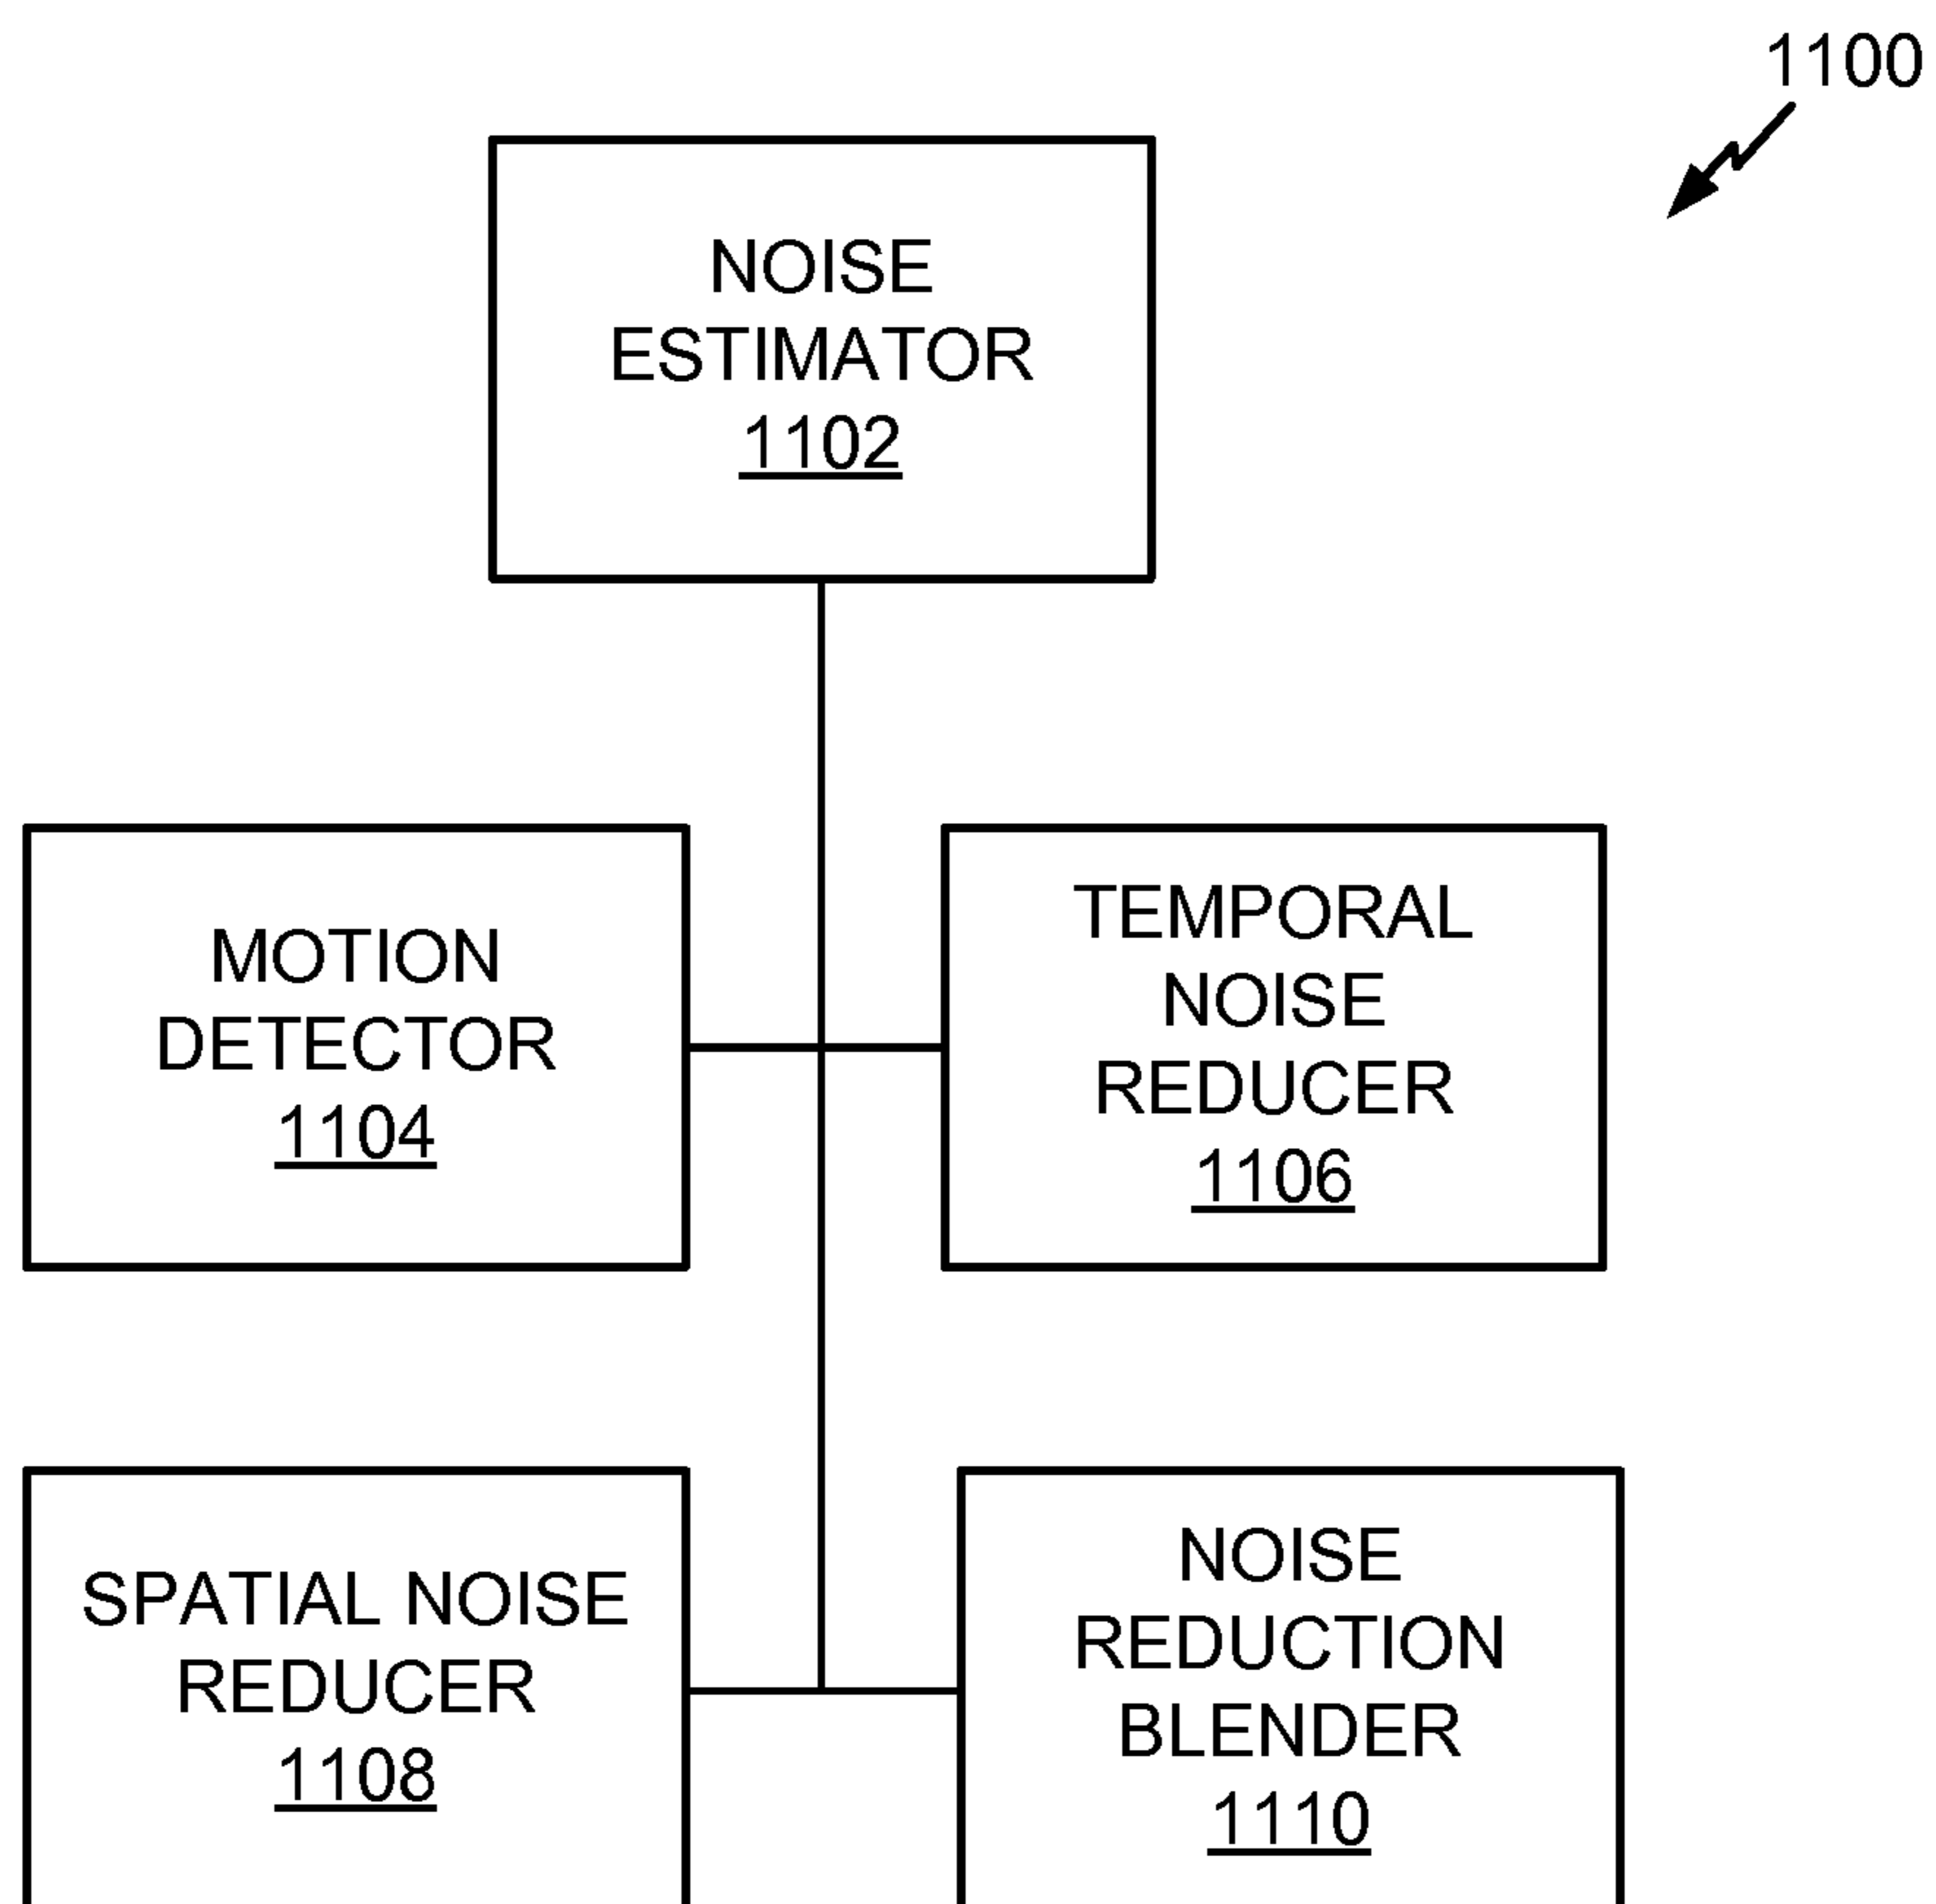 1100
NOISE
ESTIMATOR
1102
MOTION
DETECTOR
1104
TEMPORAL
NOISE
REDUCER
1106
SPATIAL NOISE
REDUCER
1108
NOISE
REDUCTION
BLENDER
1110